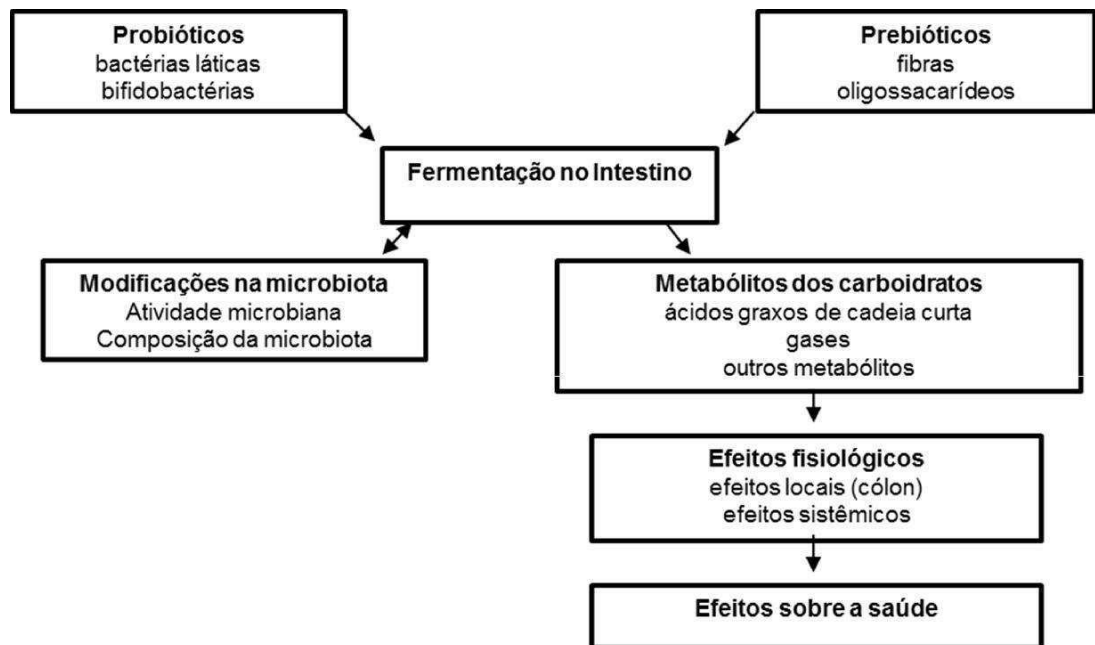 Probióticos
bactérias láticas
bifidobactérias
Prebióticos
fibras
oligossacarídeos
Fermentação no Intestino
Modificações na microbiota
Atividade microbiana
Composição da microbiota
Metabólitos dos carboidratos
ácidos graxos de cadeia curta
gases
outros metabólitos
Efeitos fisiológicos
efeitos locais (cólon)
efeitos sistêmicos
Efeitos sobre a saúde